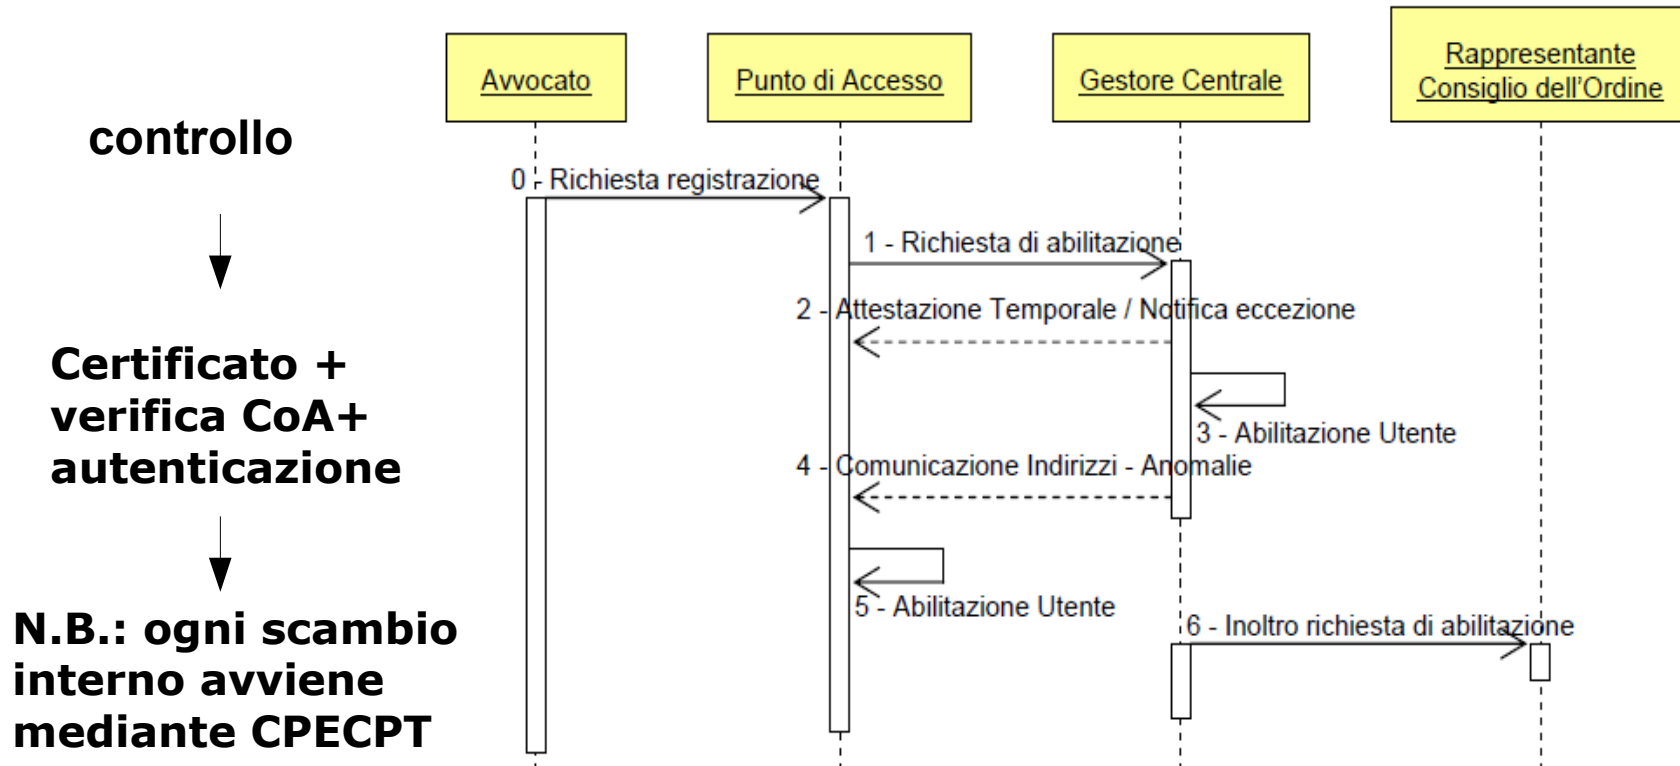 Avvocato
Punto di Accesso
Gestore Centrale
Rappresentante
Consiglio dell'Ordine
controllo
Certificato +
verifica CoA+
autenticazione
N.B.: ogni scambio
interno avviene
mediante CPECPT
0 - Richiesta registrazione
1 - Richiesta di abilitazione
2 - Attestazione Temporale / Notifica eccezione
3 - Abilitazione Utente
4 - Comunicazione Indirizzi - Anomalie
5 - Abilitazione Utente
6 - Inoltro richiesta di abilitazione